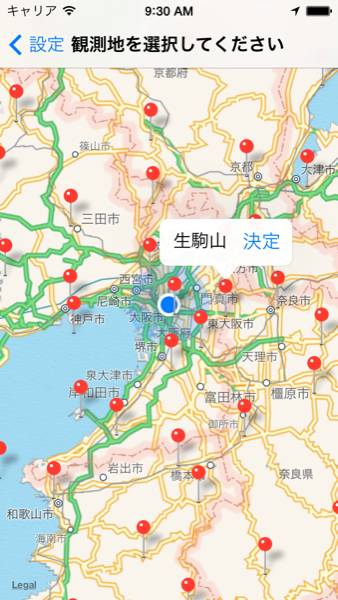 キャリア 9:30 AM
設定 観測地を選択してください
京都府
篠山市
京都
大津市
三田市
生駒山 決定
西宮市
方市
尼崎市
門真市
奈良市
神戸市
大阪市
東大阪市
大阪府
堺市
天理市
泉大津市
岸和田市
富田林市
橿原市
御所市
岩出市
橋本
奈良県
和歌山市
海南市
Legal